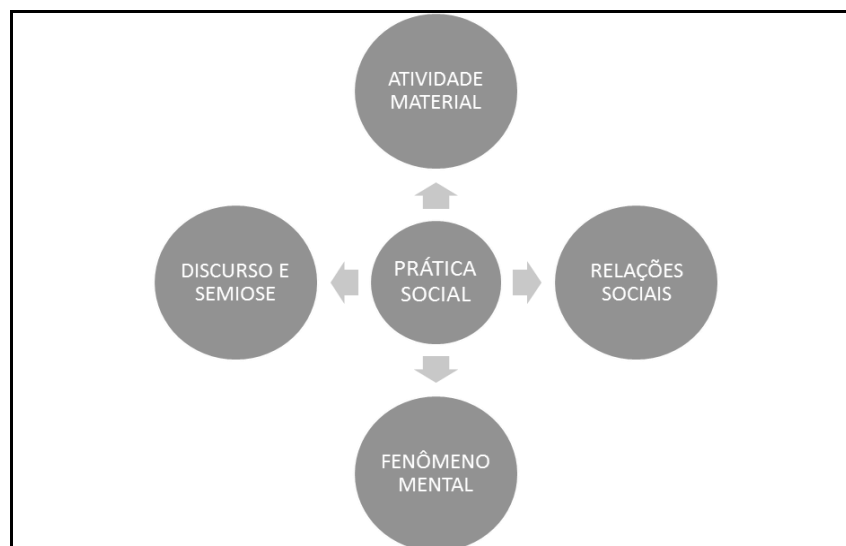 ATIVIDADE
MATERIAL
DISCURSO E
SEMIOSE
PRÁTICA
SOCIAL
RELAÇÕES
SOCIAIS
FENÔMENO
MENTAL